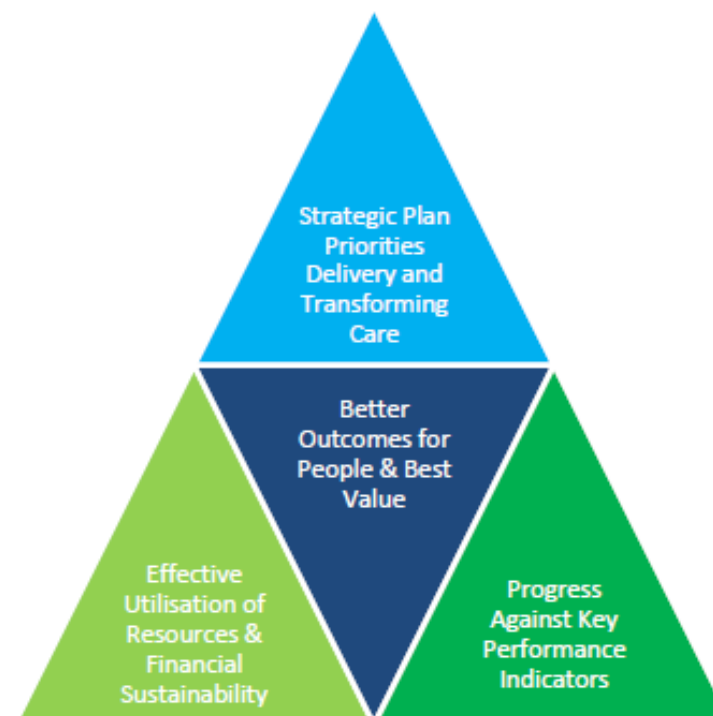 Strategic Plan
Priorities
Delivery and
Transforming
Care
Better
Outcomes for
People & Best
Value
Effective
Utilisation of
Resources &
Financial
Sustainability
Progress
Against Key
Performance
Indicators